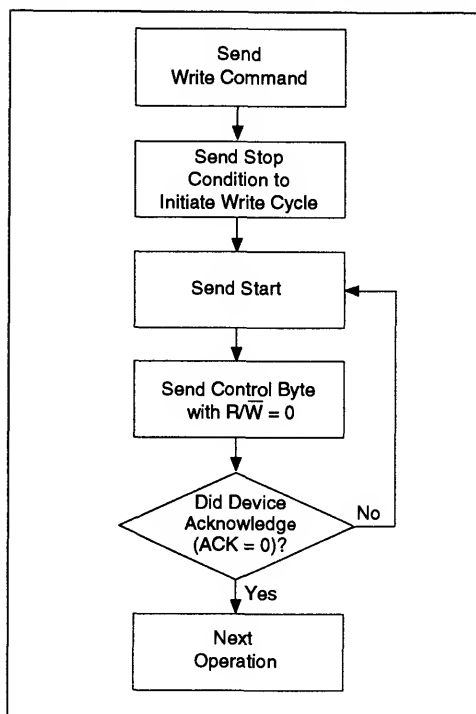 Send
Write Command
Send Stop
Condition to
Initiate Write Cycle
Send Start
Send Control Byte
with R/W̅ = 0
Did Device
Acknowledge
(ACK = 0)?
No
Yes
Next
Operation